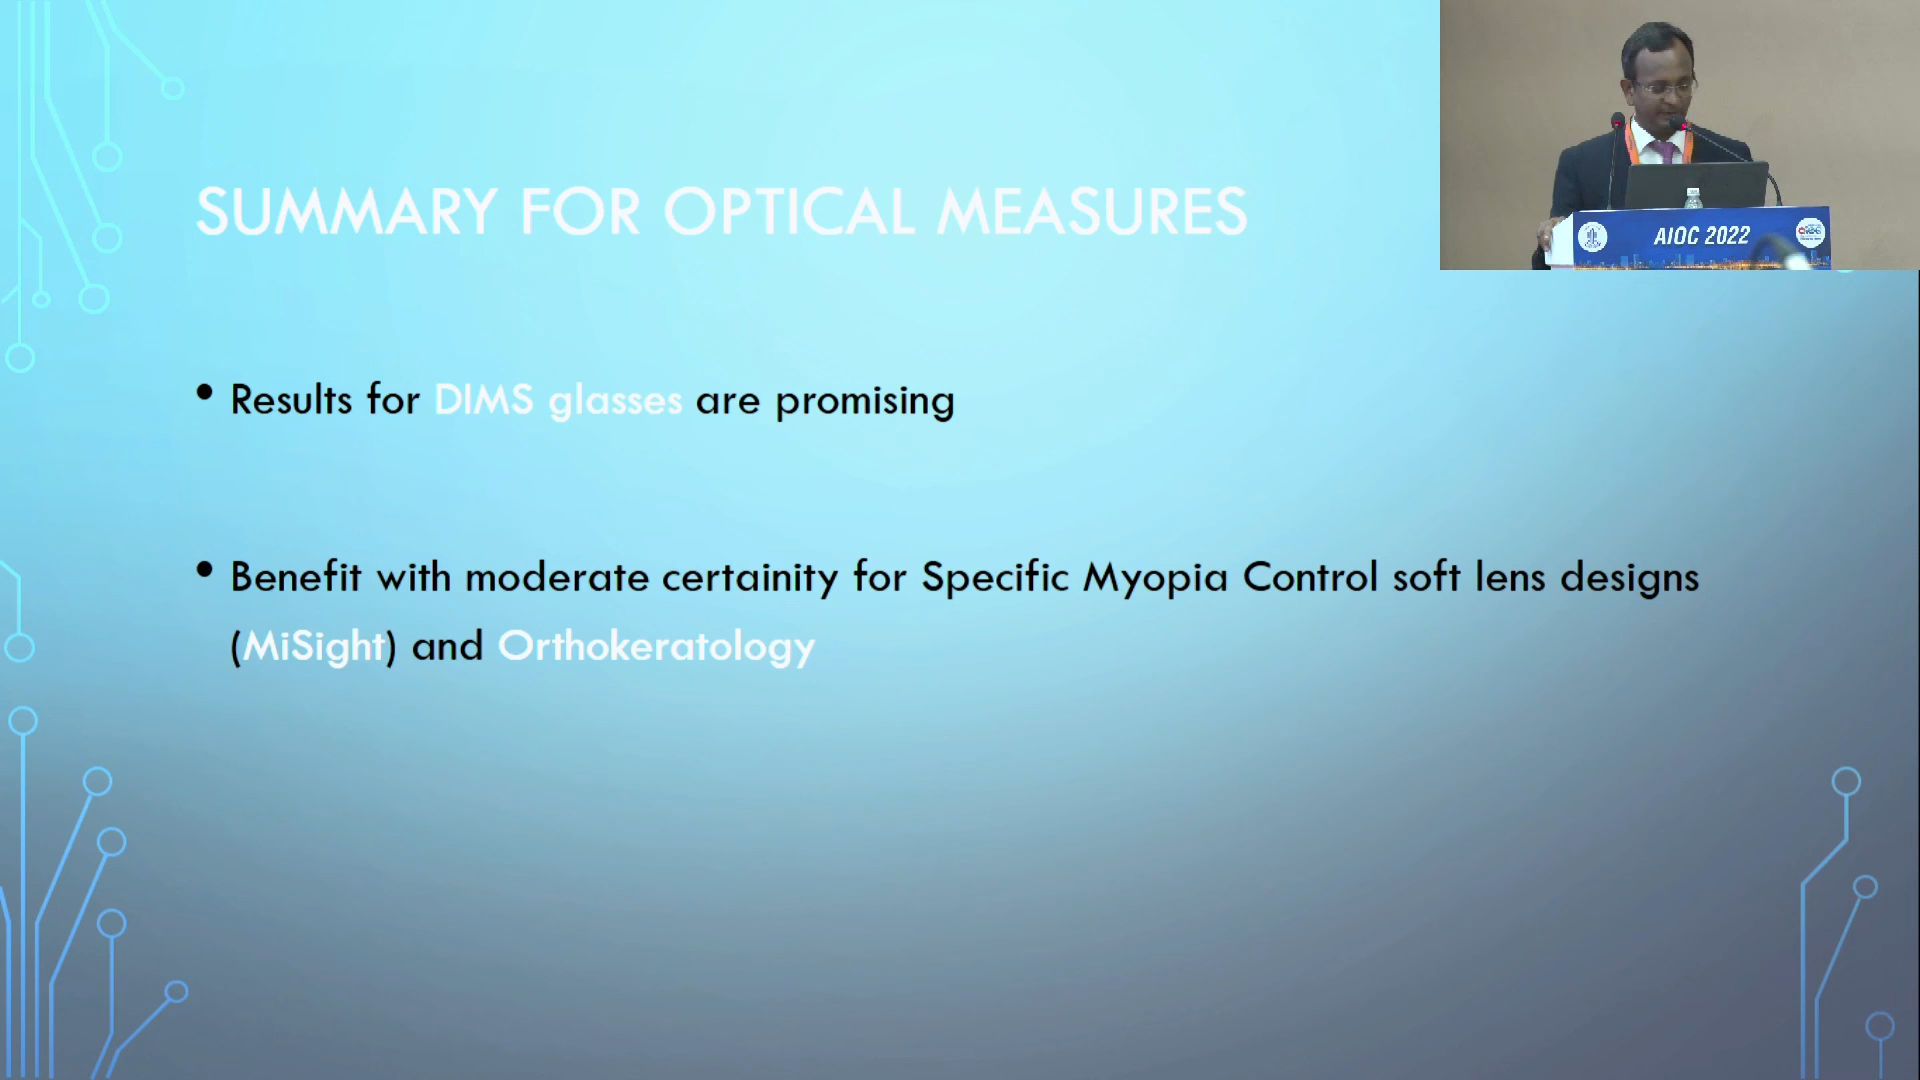 SUMMARY FOR OPTICAL MEASURES
• Results for DIMS glasses are promising
• Benefit with moderate certainity for Specific Myopia Control soft lens designs
(MiSight) and Orthokeratology
AIOC 2022